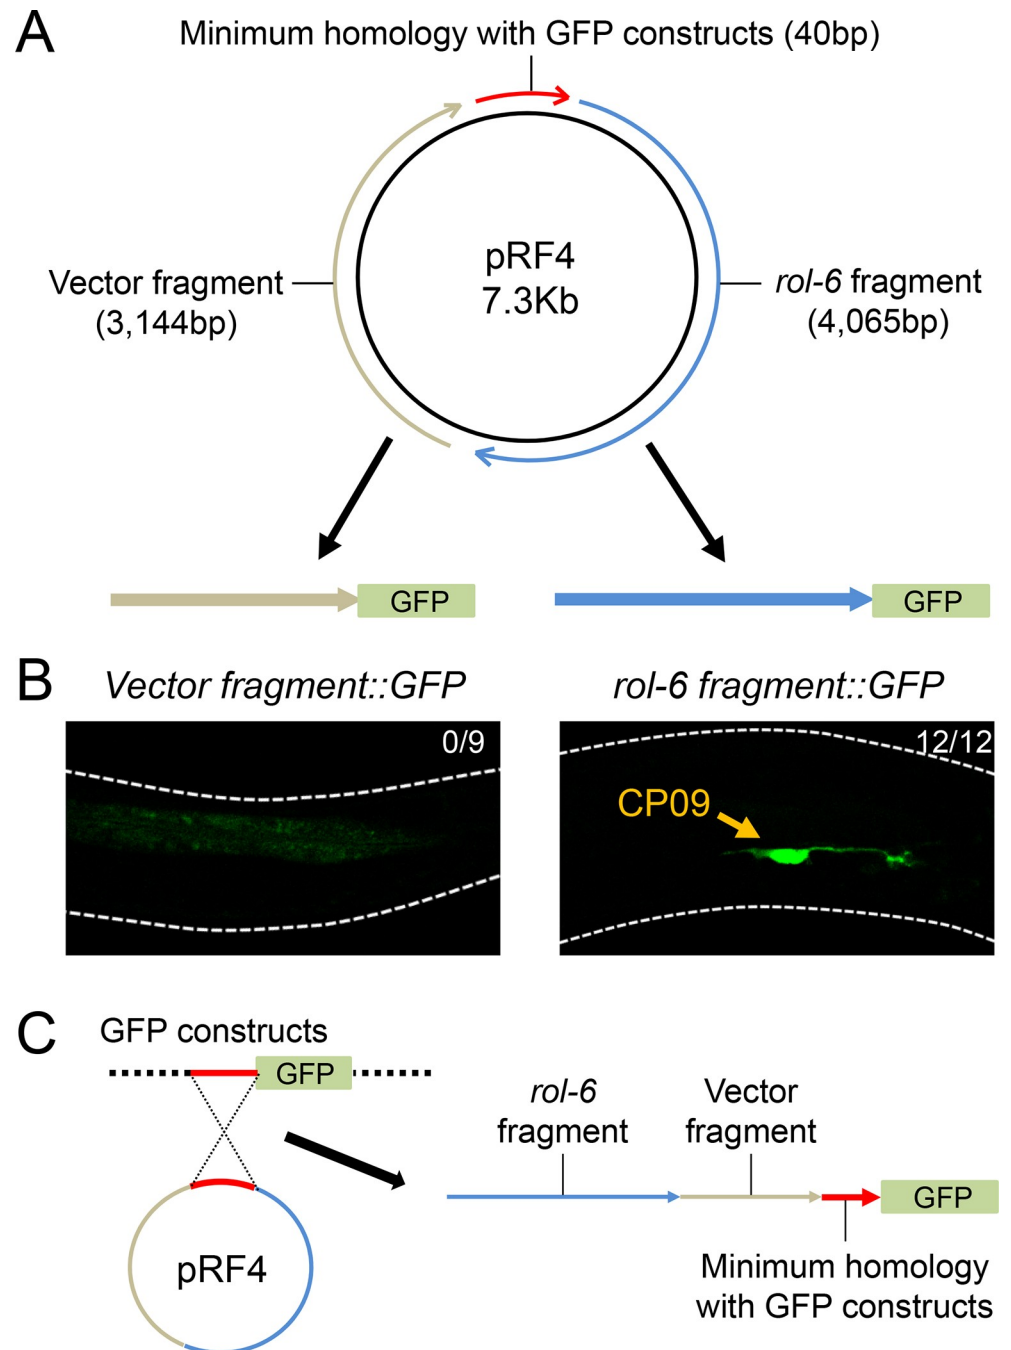 A
Minimum homology with GFP constructs (40bp)
pRF4
7.3Kb
Vector fragment
(3,144bp)
rol-6 fragment
(4,065bp)
GFP
GFP
B
Vector fragment::GFP
rol-6 fragment::GFP
0/9
12/12
CP09
C
GFP constructs
GFP
rol-6
fragment
Vector
fragment
GFP
pRF4
Minimum homology
with GFP constructs